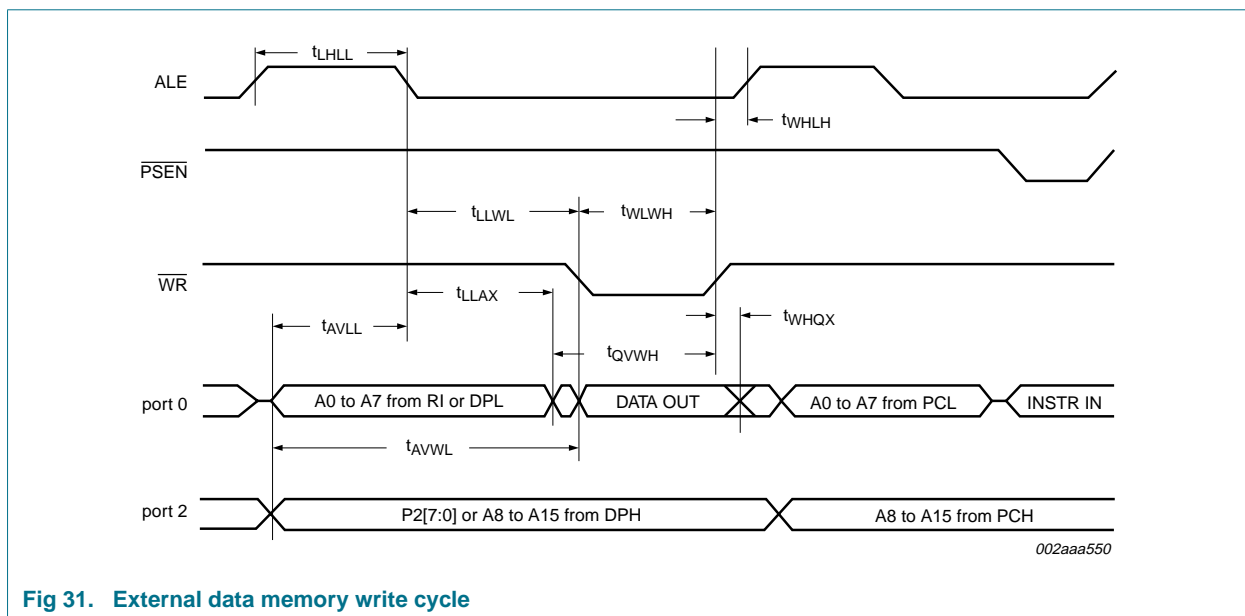 tLHLL
ALE
tWHLH
PSEN
tLLWL
tWLWH
WR
tLLAX
tWHQX
tAVLL
tQVWH
port 0
A0 to A7 from RI or DPL
DATA OUT
A0 to A7 from PCL
INSTR IN
tAVWL
port 2
P2[7:0] or A8 to A15 from DPH
A8 to A15 from PCH
002aaa550
Fig 31. External data memory write cycle